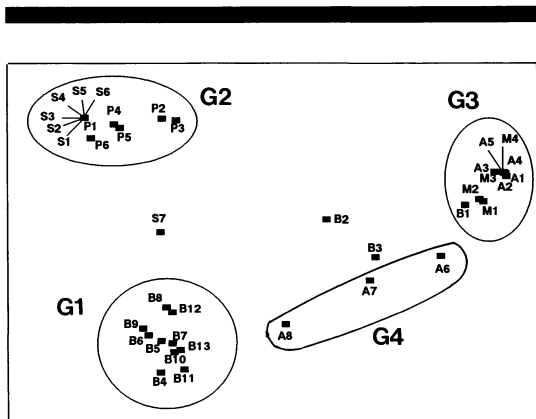 S5 S6 G2
S4 P4 P2
S3
S2 P1 P5 P3
S1 P6
G3
A5 M4
A3 A4
M3 A1
M2 A2
B1 M1
S7 B2
B3
A6
A7
G1 B8
B12
B9
B6 B7
B5 B13
B10
B4 B11
A8 G4